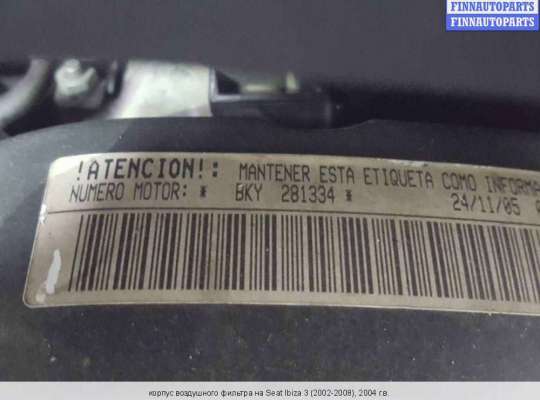 FINNAUTOPARTS
FINNAUTOPARTS
!ATENCION!: MANTENER ESTA ETIQUETA COMO INFORMA
NUMERO MOTOR: * BKY 281334 * 24/11/05
корпус воздушного фильтра на Seat Ibiza 3 (2002-2008), 2004 г.в.